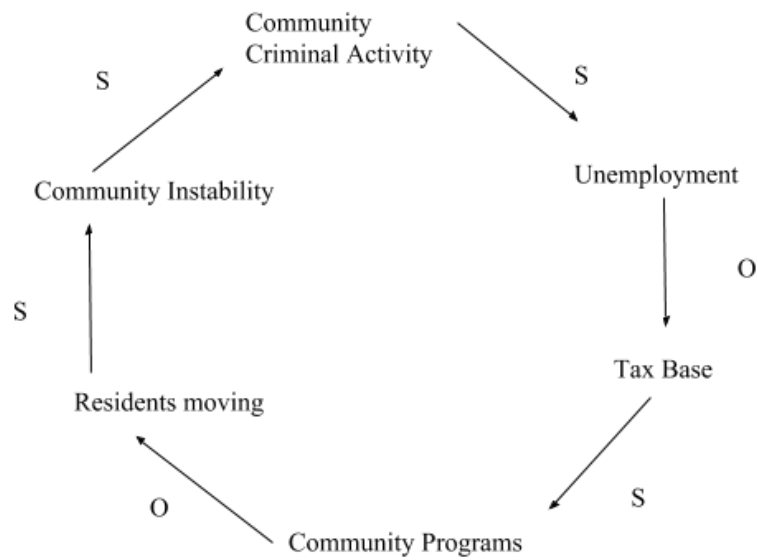 Community
Criminal Activity
S
S
Unemployment
Community Instability
O
S
Tax Base
Residents moving
S
O
Community Programs